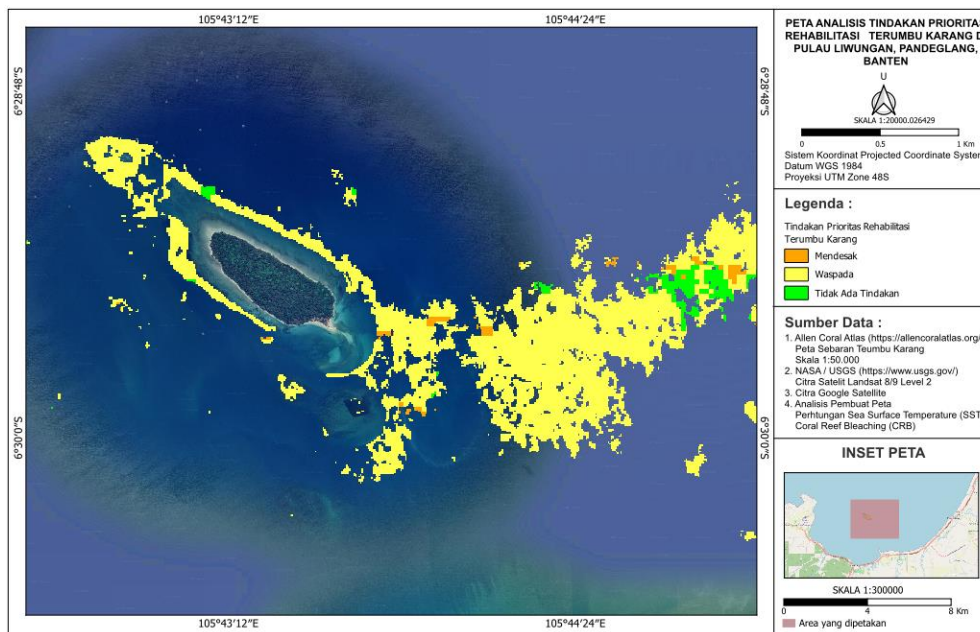 105°43'12"E
105°44'24"E
6°28'48"S
6°30'0"S
6°28'48"S
6°30'0"S
105°43'12"E
105°44'24"E
PETA ANALISIS TINDAKAN PRIORITA
REHABILITASI TERUMBU KARANG D
PULAU LIWUNGAN, PANDEGLANG,
BANTEN
U
SKALA 1:20000.026429
0 0.5 1 Km
Sistem Koordinat Projected Coordinate System
Datum WGS 1984
Proyeksi UTM Zone 48S
Legenda :
Tindakan Prioritas Rehabilitasi
Terumbu Karang
Mendesak
Waspada
Tidak Ada Tindakan
Sumber Data :
1. Allen Coral Atlas (https://allencoralatlas.org/
Peta Sebaran Teumbu Karang
Skala 1:50.000
2. NASA / USGS (https://www.usgs.gov/)
Citra Satelit Landsat 8/9 Level 2
3. Citra Google Satellite
4. Analisis Pembuat Peta
Perhtungan Sea Surface Temperature (SST
Coral Reef Bleaching (CRB)
INSET PETA
SKALA 1:300000
0 4 8 Km
Area yang dipetakan